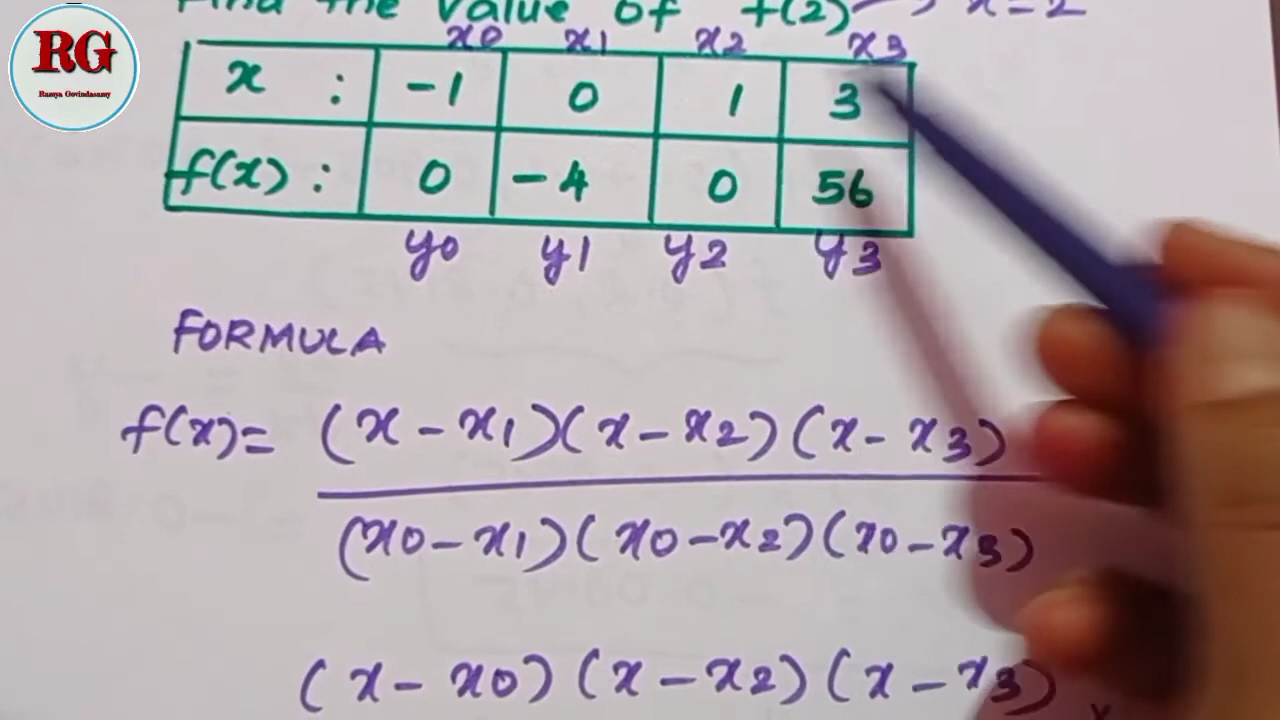 RG
Ramya Govindasamy
Find the value of f(2) → x=2
x0 x1 x2 x3
x : -1 0 1 3
f(x) : 0 -4 0 56
y0 y1 y2 y3
FORMULA
f(x)= (x-x1)(x-x2)(x-x3)
(x0-x1)(x0-x2)(x0-x3)
(x-x0)(x-x2)(x-x3)